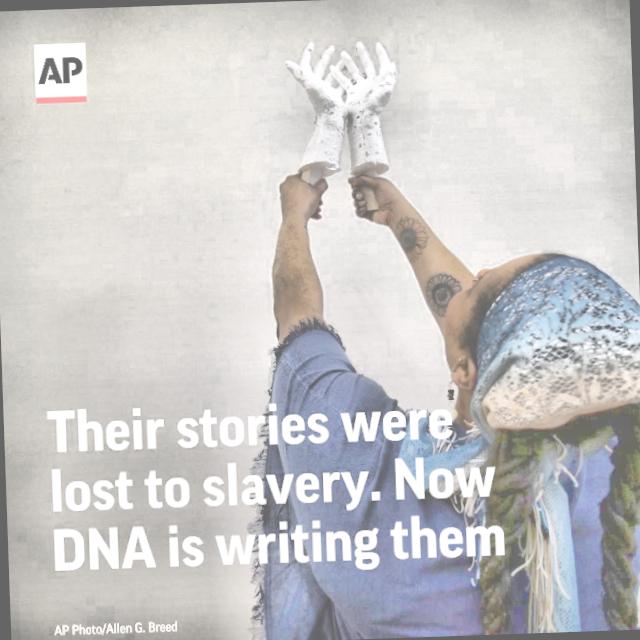 AP
Their stories were
lost to slavery. Now
DNA is writing them
AP Photo/Allen G. Breed